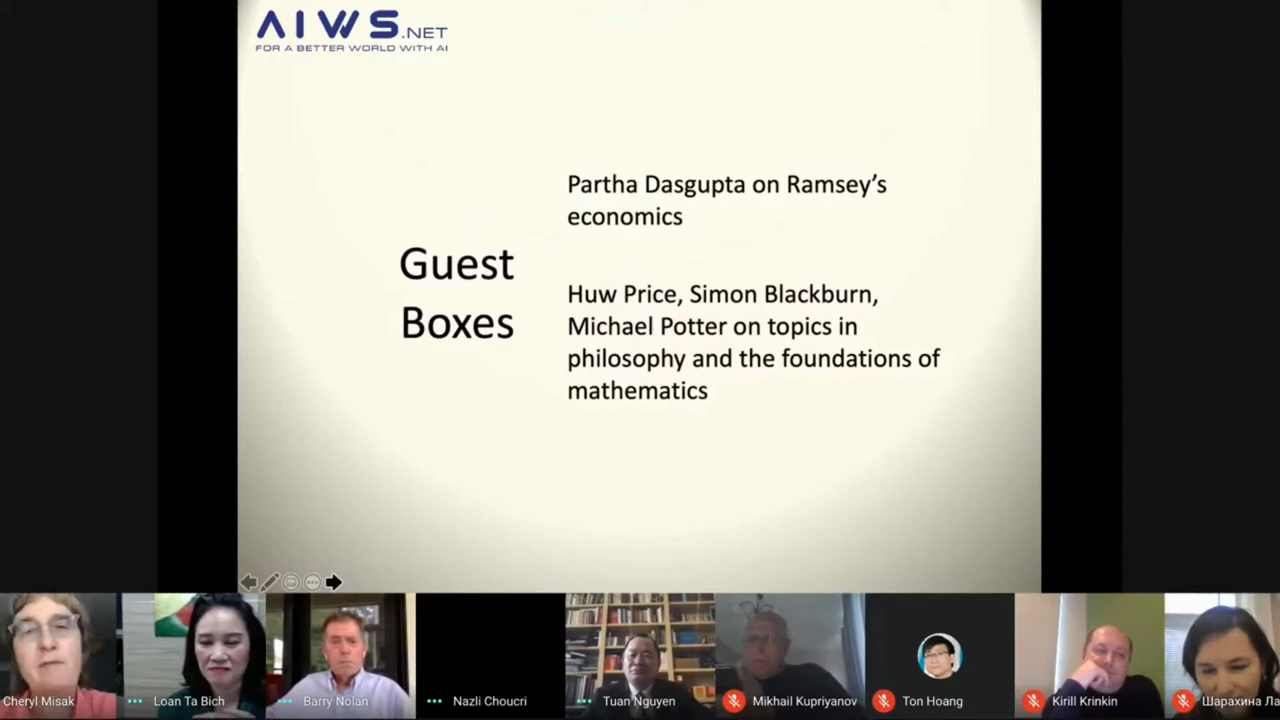 AIWS.NET
FOR A BETTER WORLD WITH AI
Guest
Boxes
Partha Dasgupta on Ramsey’s
economics
Huw Price, Simon Blackburn,
Michael Potter on topics in
philosophy and the foundations of
mathematics
Cheryl Misak
Loan Ta Bich
Barry Nolan
Nazli Choucri
Tuan Nguyen
Mikhail Kupriyanov
Ton Hoang
Kirill Krinkin
Шарахина Ла